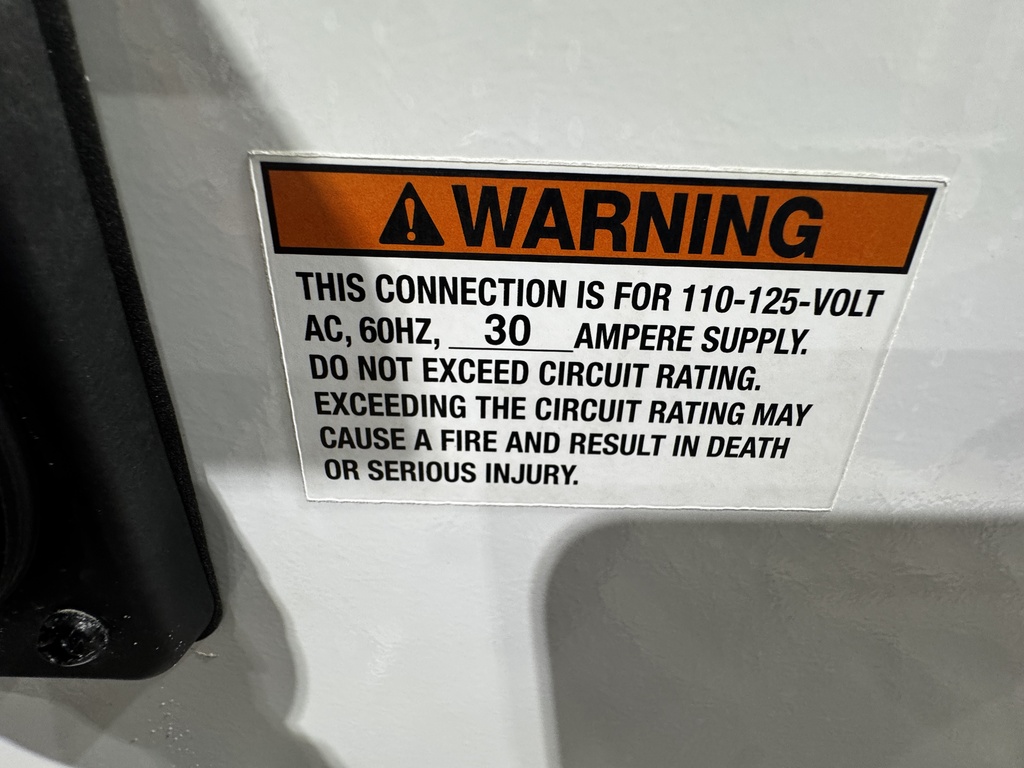 WARNING
THIS CONNECTION IS FOR 110-125-VOLT
AC, 60HZ, 30 AMPERE SUPPLY.
DO NOT EXCEED CIRCUIT RATING.
EXCEEDING THE CIRCUIT RATING MAY
CAUSE A FIRE AND RESULT IN DEATH
OR SERIOUS INJURY.